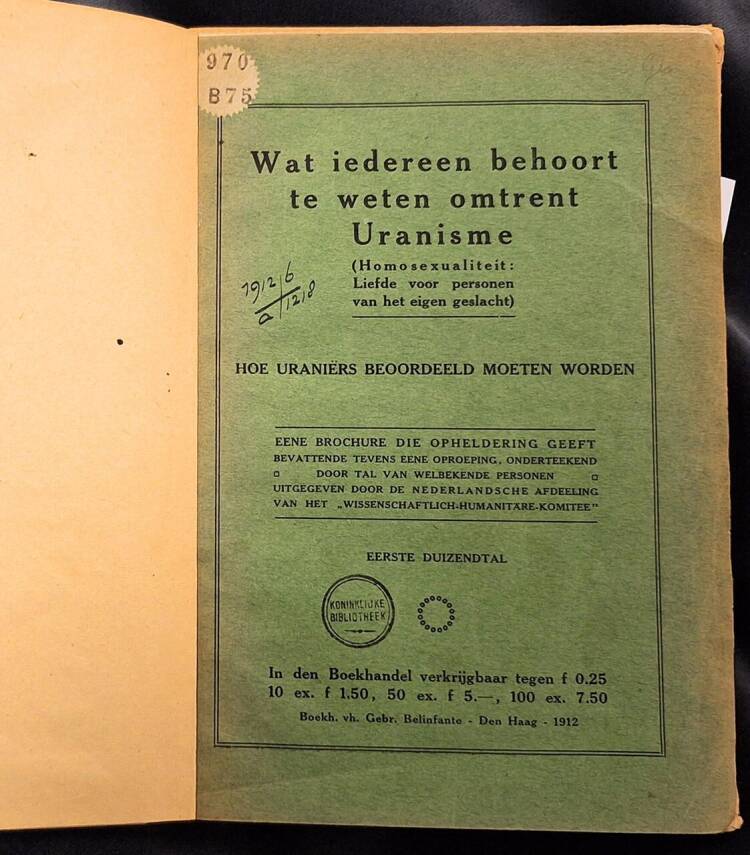 970
B75
Wat iedereen behoort
te weten omtrent
Uranisme
(Homosexualiteit:
Liefde voor personen
van het eigen geslacht)
1912 6
a 1218
HOE URANIËRS BEOORDEELD MOETEN WORDEN
EENE BROCHURE DIE OPHELDERING GEEFT
BEVATTENDE TEVENS EENE OPROEPING, ONDERTEEKEND
DOOR TAL VAN WELBEKENDE PERSONEN
UITGEGEVEN DOOR DE NEDERLANDSCHE AFDEELING
VAN HET „WISSENSCHAFTLICH-HUMANITÄRE-KOMITEE"
EERSTE DUIZENDTAL
KONINKLIJKE
BIBLIOTHEEK
In den Boekhandel verkrijgbaar tegen f 0.25
10 ex. f 1.50, 50 ex. f 5.—, 100 ex. 7.50
Boekh. vh. Gebr. Belinfante - Den Haag - 1912